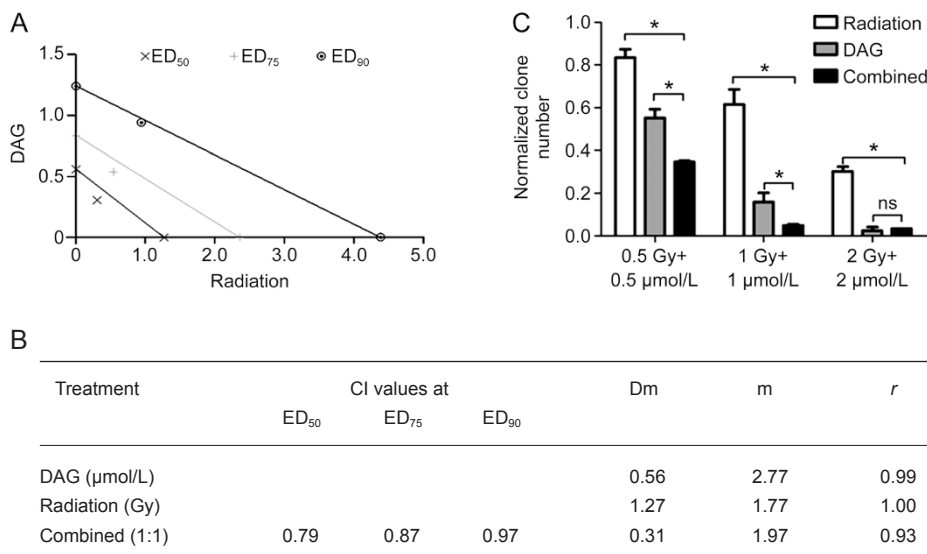 A
ED50 ED75 ED90
DAG
1.5
1.0
0.5
0
0 1.0 2.0 3.0 4.0 5.0
Radiation
C
Normalized clone
number
1.0
0.8
0.6
0.4
0.2
0.0
* * * * * ns
Radiation
DAG
Combined
0.5 Gy+ 1 Gy+ 2 Gy+
0.5 µmol/L 1 µmol/L 2 µmol/L
B
Treatment CI values at Dm m r
ED50 ED75 ED90
DAG (µmol/L) 0.56 2.77 0.99
Radiation (Gy) 1.27 1.77 1.00
Combined (1:1) 0.79 0.87 0.97 0.31 1.97 0.93